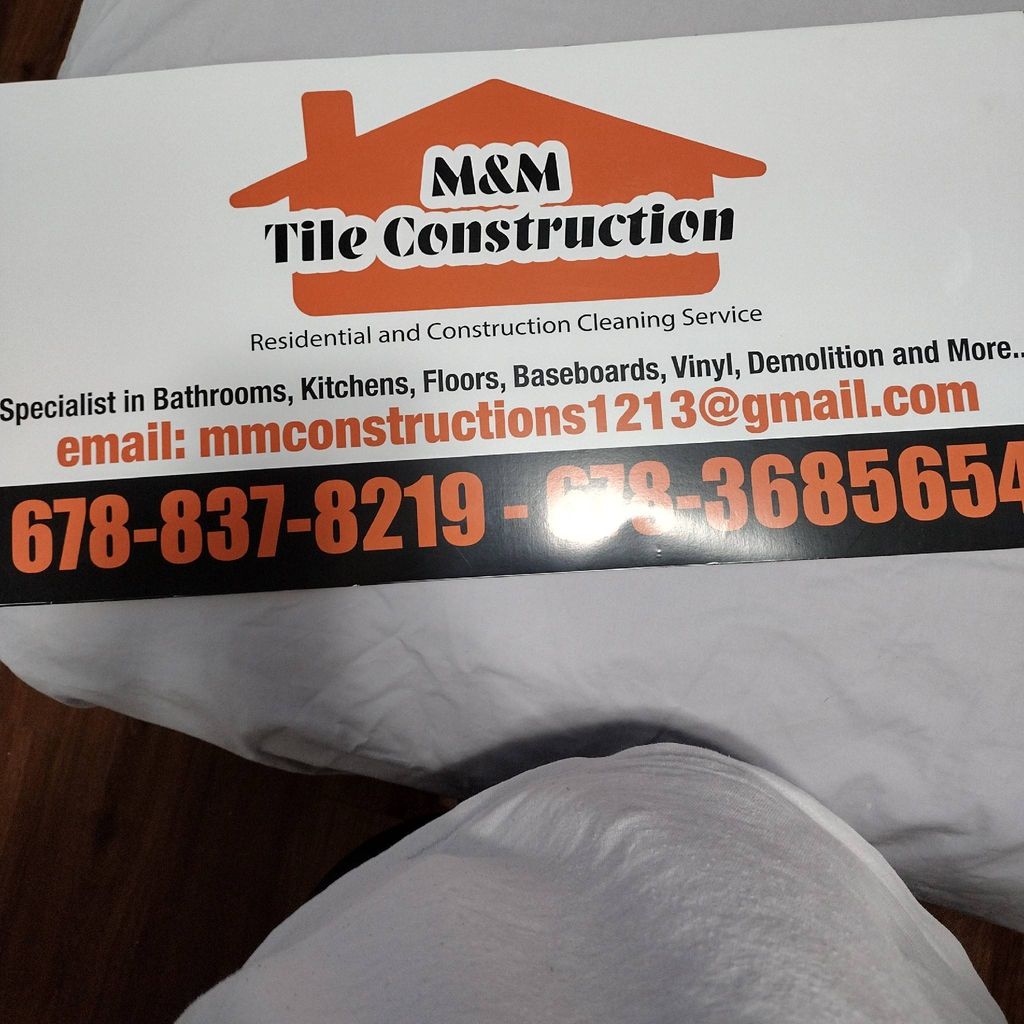 M&M
Tile Construction
Residential and Construction Cleaning Service
Specialist in Bathrooms, Kitchens, Floors, Baseboards, Vinyl, Demolition and More..
email: mmconstructions1213@gmail.com
678-837-8219 - 678-3685654